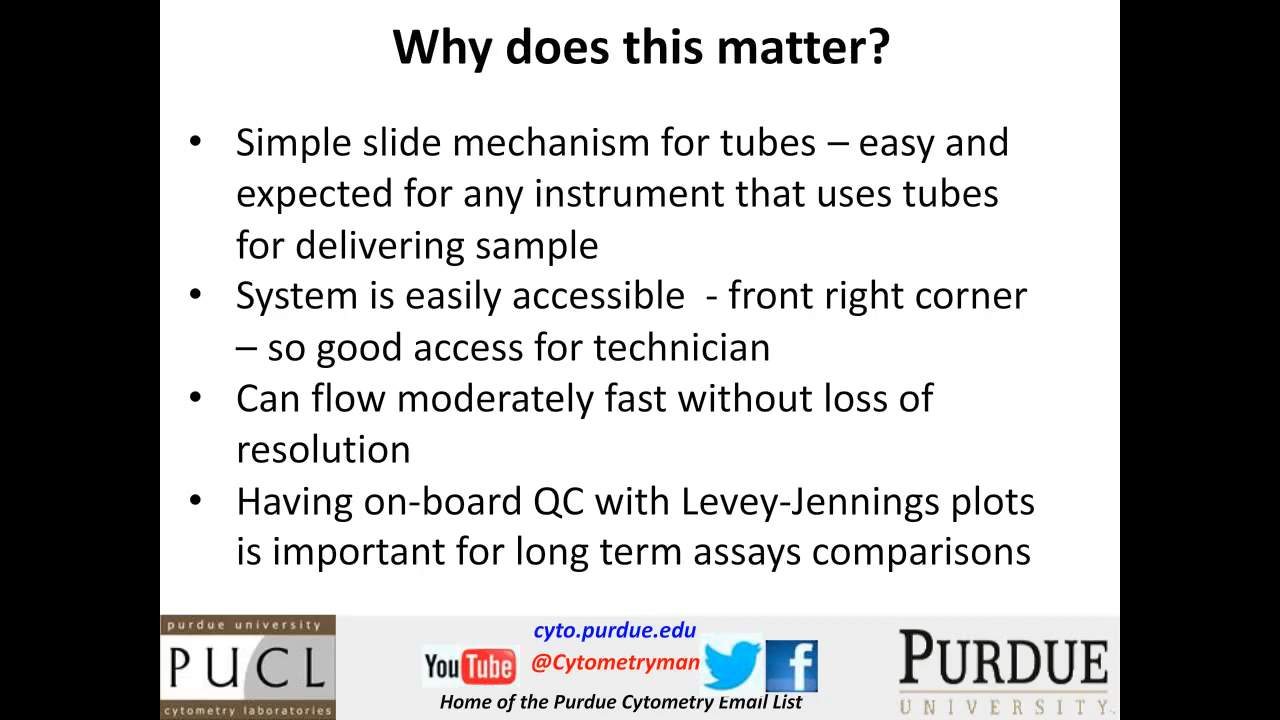 Why does this matter?
• Simple slide mechanism for tubes – easy and
expected for any instrument that uses tubes
for delivering sample
• System is easily accessible  - front right corner
– so good access for technician
• Can flow moderately fast without loss of
resolution
• Having on-board QC with Levey-Jennings plots
is important for long term assays comparisons
purdue university
PUCL
cytometry laboratories
cyto.purdue.edu
YouTube
@Cytometryman
f
Home of the Purdue Cytometry Email List
PURDUE
UNIVERSITY